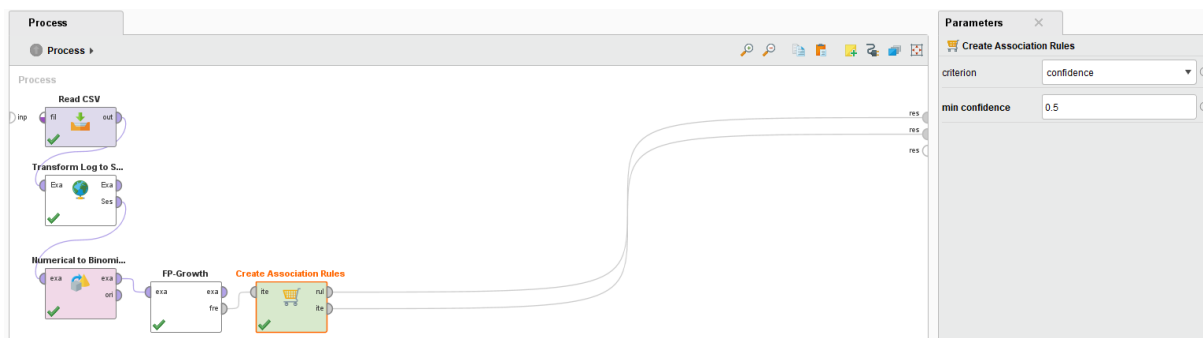 Process
Process
Process
Read CSV
inp
fil
out
res
res
res
Transform Log to S...
Exa
Exa
Ses
Numerical to Binomi...
exa
exa
ori
FP-Growth
exa
exa
fre
Create Association Rules
ite
rul
ite
Parameters
Create Association Rules
criterion
confidence
min confidence
0.5